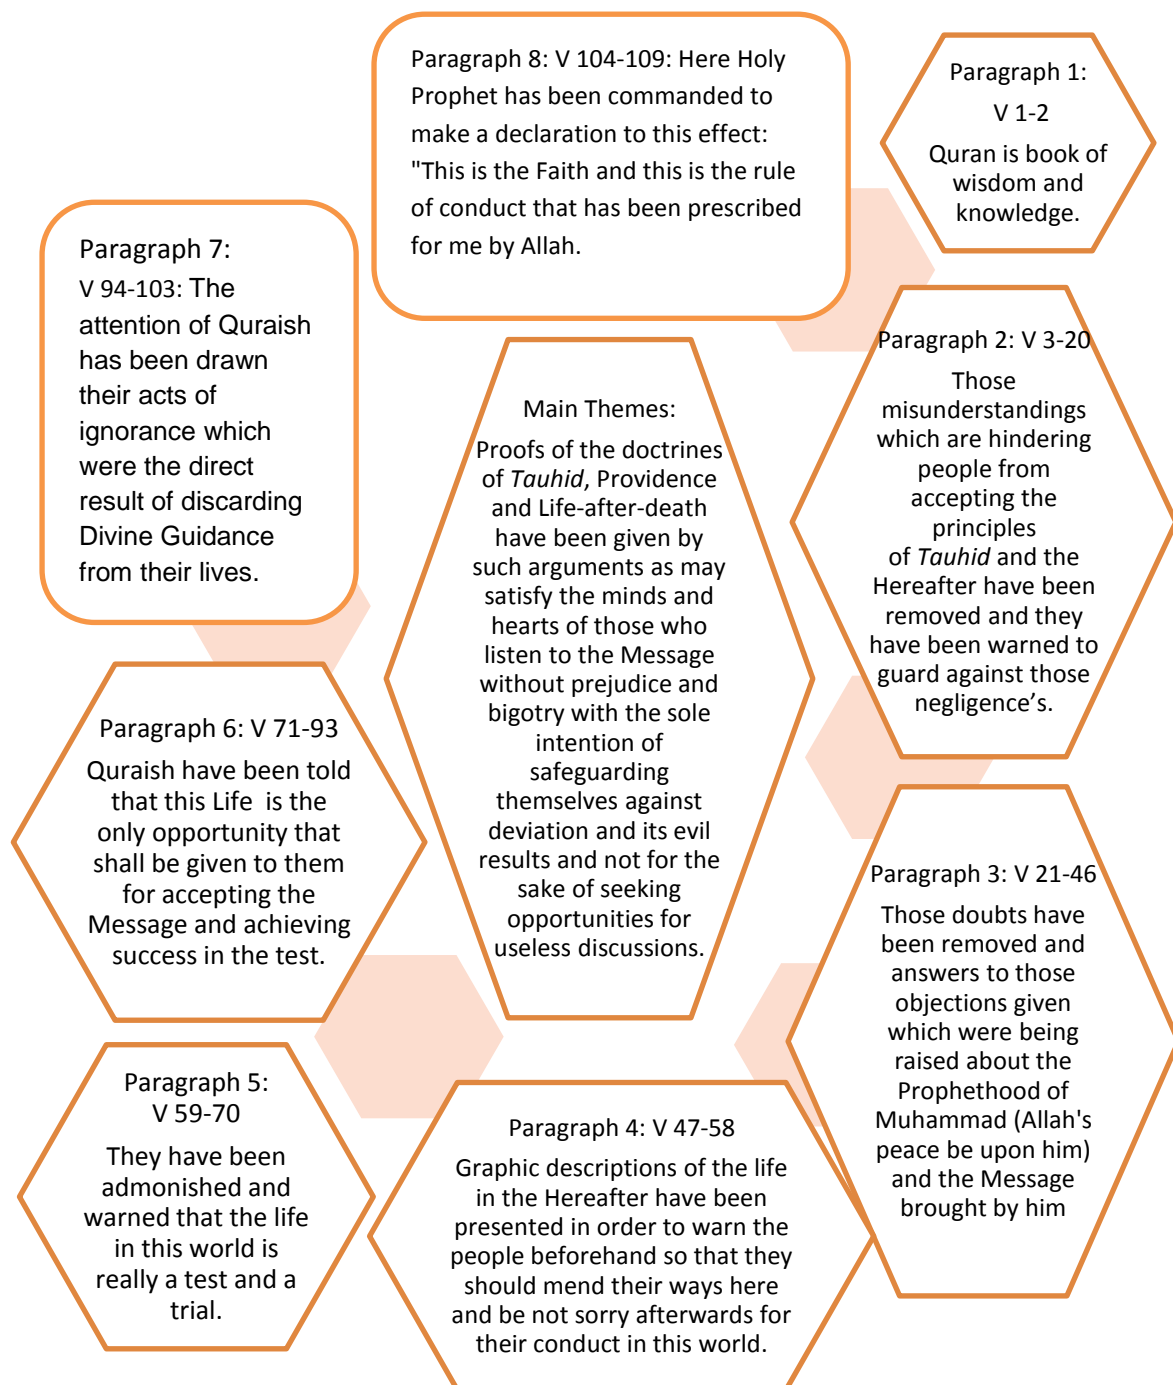 Paragraph 8: V 104-109: Here Holy
Prophet has been commanded to
make a declaration to this effect:
"This is the Faith and this is the rule
of conduct that has been prescribed
for me by Allah.
Paragraph 1:
V 1-2
Quran is book of
wisdom and
knowledge.
Paragraph 2: V 3-20
Those
misunderstandings
which are hindering
people from
accepting the
principles
of Tauhid and the
Hereafter have been
removed and they
have been warned to
guard against those
negligence’s.
Paragraph 3: V 21-46
Those doubts have
been removed and
answers to those
objections given
which were being
raised about the
Prophethood of
Muhammad (Allah's
peace be upon him)
and the Message
brought by him
Paragraph 4: V 47-58
Graphic descriptions of the life
in the Hereafter have been
presented in order to warn the
people beforehand so that they
should mend their ways here
and be not sorry afterwards for
their conduct in this world.
Paragraph 5:
V 59-70
They have been
admonished and
warned that the life
in this world is
really a test and a
trial.
Paragraph 6: V 71-93
Quraish have been told
that this Life is the
only opportunity that
shall be given to them
for accepting the
Message and achieving
success in the test.
Paragraph 7:
V 94-103: The
attention of Quraish
has been drawn
their acts of
ignorance which
were the direct
result of discarding
Divine Guidance
from their lives.
Main Themes:
Proofs of the doctrines
of Tauhid, Providence
and Life-after-death
have been given by
such arguments as may
satisfy the minds and
hearts of those who
listen to the Message
without prejudice and
bigotry with the sole
intention of
safeguarding
themselves against
deviation and its evil
results and not for the
sake of seeking
opportunities for
useless discussions.